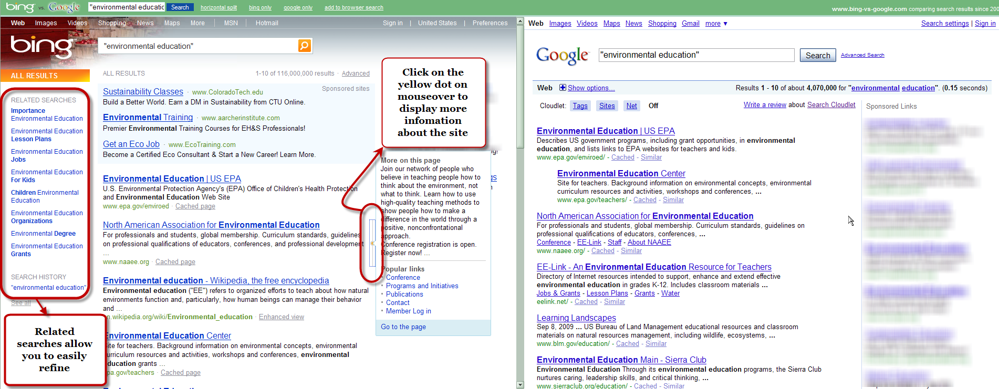 bing vs. Google "environmental educatic Search horizontal split bing only google only add to browser search
www.bing-vs-google.com comparing search results since 200
Web Images Videos Shopping News Maps More | MSN | Hotmail Sign in | United States | Preferences
bing
"environmental education"
ALL RESULTS
RELATED SEARCHES
Importance
Environmental Education
Environmental Education
Lesson Plans
Environmental Education
Jobs
Environmental Education
For Kids
Children Environmental
Education
Environmental Education
Organizations
Environmental Degree
Environmental Education
Grants
SEARCH HISTORY
"environmental education"
See all
Related
searches allow
you to easily
refine
ALL RESULTS 1-10 of 116,000,000 results · Advanced
Sponsored sites
Sustainability Classes · www.ColoradoTech.edu
Build a Better World. Earn a DM in Sustainability from CTU Online.
Environmental Training · www.aarcherinstitute.com
Premier Environmental Training Courses for EH&S Professionals!
Get an Eco Job · www.EcoTraining.com
Become a Certified Eco Consultant & Start a New Career! Learn More.
Environmental Education | US EPA
U.S. Environmental Protection Agency's (EPA) Office of Children's Health Protection
and Environmental Education Web Site
www.epa.gov/enviroed · Cached page
North American Association for Environmental Education
For professionals and students, global membership. Curriculum standards, guidelines
on professional qualifications of educators, conferences, and professional development
...
www.naaee.org · Cached page
Environmental education - Wikipedia, the free encyclopedia
Environmental education ("EE") refers to organized efforts to teach about how natural
environments function and, particularly, how human beings can manage their behavior
and ...
n.wikipedia.org/wiki/Environmental_education · Enhanced view
Environmental Education Center
ite for teachers. Background information on environmental concepts, environmental
urriculum resources and activities, workshops and conferences, environmental
ducation grants ...
pa.gov/teachers · Cached page
Click on the
yellow dot on
mouseover to
display more
infomation
about the site
More on this page
Join our network of people who
believe in teaching people how to
think about the environment, not
what to think. Learn how to use
high-quality teaching methods to
show people how to make a
difference in the world through a
positive, nonconfrontational
approach.
Conference registration is open.
Register now! ...
Popular links
Conference
Programs and Initiatives
Publications
Contact
Member Log in
Go to the page
Web Images Videos Maps News Shopping Gmail more ▼ Search settings | Sign in
Google "environmental education" Search Advanced Search
Web Show options... Results 1 - 10 of about 4,070,000 for "environmental education". (0.15 seconds)
Cloudlet: Tags Sites Net Off Write a review about Search Cloudlet
Sponsored Links
Environmental Education | US EPA
Describes US government programs, including grant opportunities, in environmental
education, and lists links to EPA websites for teachers and kids.
www.epa.gov/enviroed/ - Cached - Similar
Environmental Education Center
Site for teachers. Background information on environmental concepts, environmental
curriculum resources and activities, workshops and conferences, ...
www.epa.gov/teachers/ - Cached - Similar
North American Association for Environmental Education
For professionals and students, global membership. Curriculum standards, guidelines on
professional qualifications of educators, conferences, ...
Conference - EE-Link - Staff - About NAAEE
www.naaee.org/ - Cached - Similar
EE-Link - An Environmental Education Resource for Teachers
Directory of Internet resources intended to support, enhance and extend effective
environmental education in grades K-12. Includes classroom materials ...
Jobs & Grants - Lesson Plans - Grants - Water
eelink.net/ - Cached - Similar
Learning Landscapes
Sep 8, 2009 ... US Bureau of Land Management educational resources and classroom
materials on natural resources management, including wildlife, ecosystems, ...
www.blm.gov/education/ - Cached - Similar
Environmental Education Main - Sierra Club
Environmental Education Through its environmental education programs, the Sierra Club
nurtures caring, leadership skills, and critical thinking, ...
www.sierraclub.org/education/ - Cached - Similar